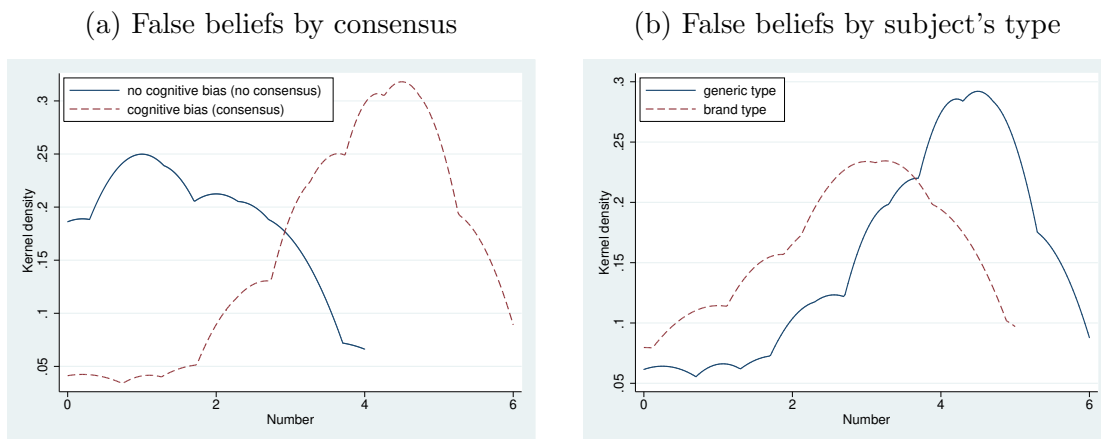 (a) False beliefs by consensus
no cognitive bias (no consensus)
cognitive bias (consensus)
Kernel density
.3
.25
.2
.15
.1
.05
0
2
4
6
Number
(b) False beliefs by subject's type
generic type
brand type
Kernel density
.3
.25
.2
.15
.1
.05
0
2
4
6
Number